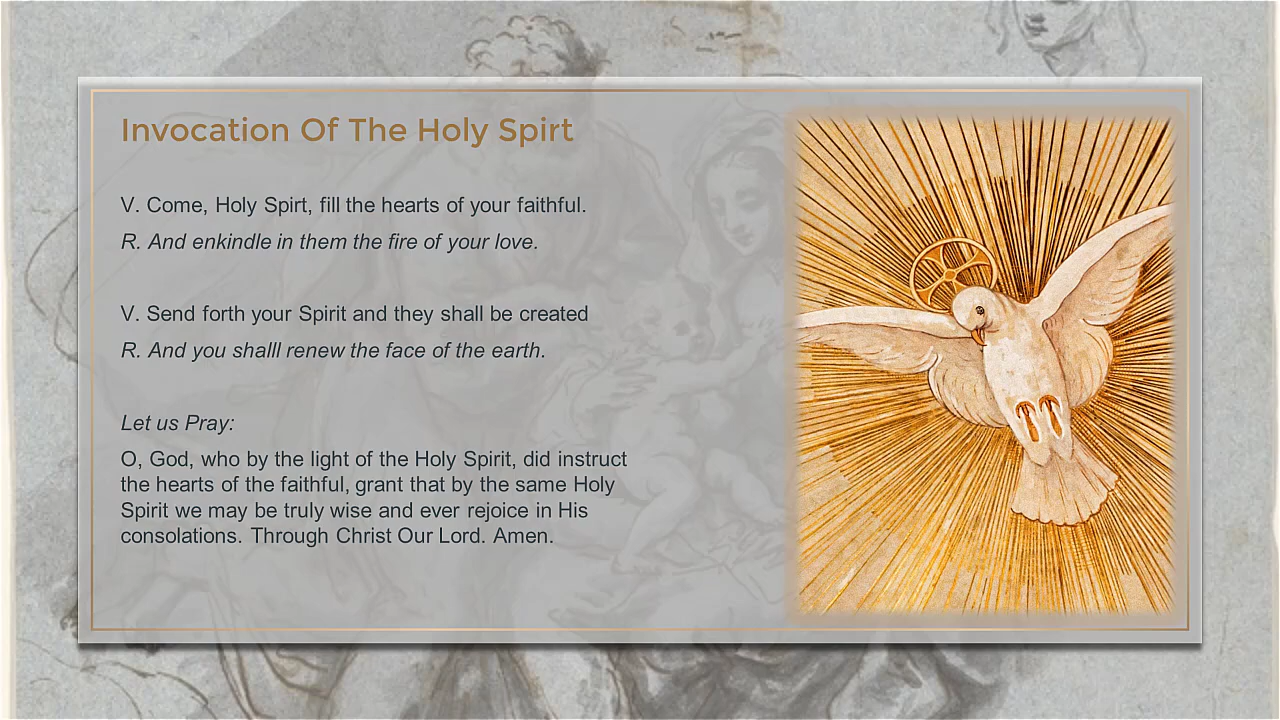 Invocation Of The Holy Spirt
V. Come, Holy Spirt, fill the hearts of your faithful.
R. And enkindle in them the fire of your love.
V. Send forth your Spirit and they shall be created
R. And you shalll renew the face of the earth.
Let us Pray:
O, God, who by the light of the Holy Spirit, did instruct
the hearts of the faithful, grant that by the same Holy
Spirit we may be truly wise and ever rejoice in His
consolations. Through Christ Our Lord. Amen.